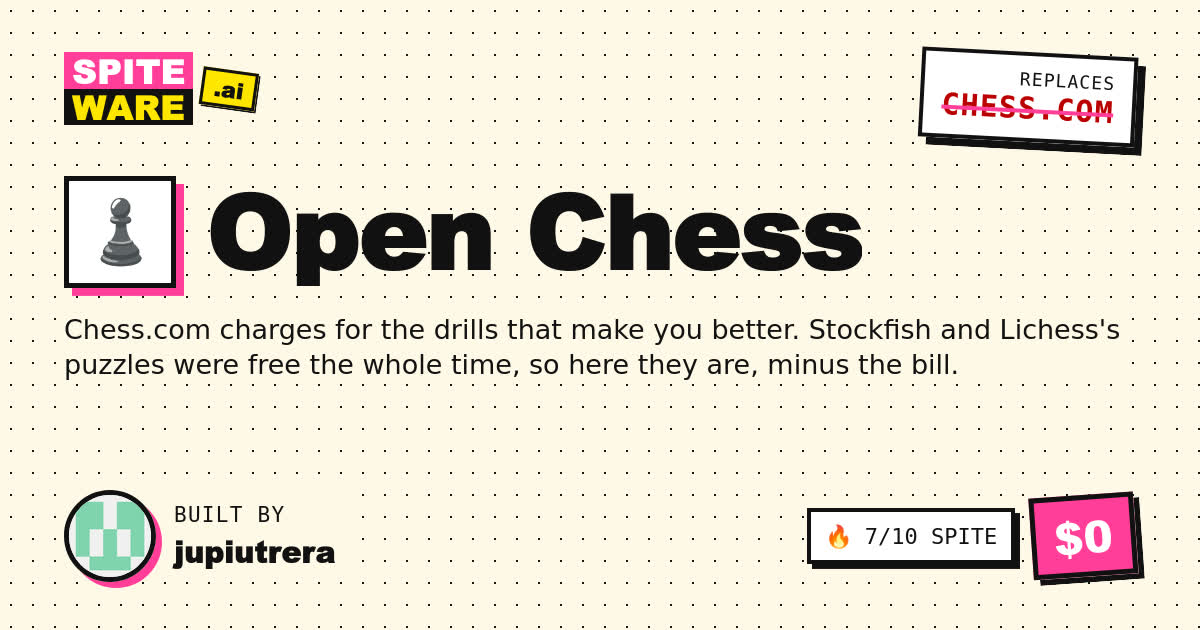 SPITE
WARE
.ai
REPLACES
CHESS.COM
Open Chess
Chess.com charges for the drills that make you better. Stockfish and Lichess's
puzzles were free the whole time, so here they are, minus the bill.
BUILT BY
jupiutrera
🔥 7/10 SPITE
$0